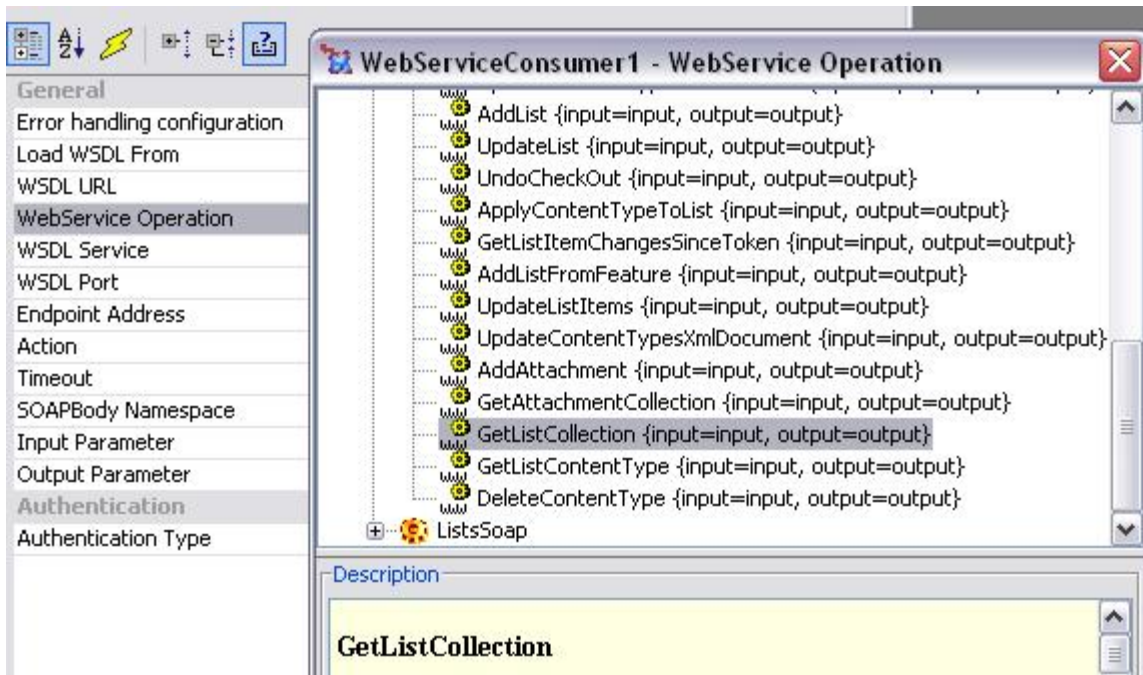 WebServiceConsumer1 - WebService Operation
General
Error handling configuration
Load WSDL From
WSDL URL
WebService Operation
WSDL Service
WSDL Port
Endpoint Address
Action
Timeout
SOAPBody Namespace
Input Parameter
Output Parameter
Authentication
Authentication Type
AddList {input=input, output=output}
UpdateList {input=input, output=output}
UndoCheckOut {input=input, output=output}
ApplyContentTypeToList {input=input, output=output}
GetListItemChangesSinceToken {input=input, output=output}
AddListFromFeature {input=input, output=output}
UpdateListItems {input=input, output=output}
UpdateContentTypesXmlDocument {input=input, output=output}
AddAttachment {input=input, output=output}
GetAttachmentCollection {input=input, output=output}
GetListCollection {input=input, output=output}
GetListContentType {input=input, output=output}
DeleteContentType {input=input, output=output}
ListsSoap
Description
GetListCollection